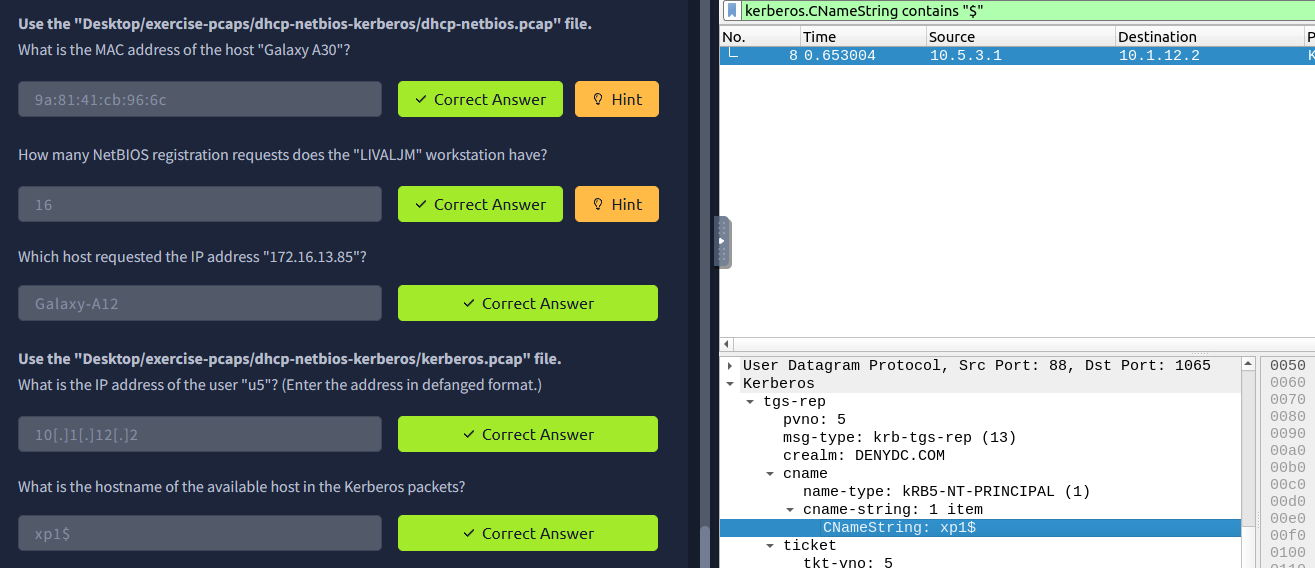 Use the "Desktop/exercise-pcaps/dhcp-netbios-kerberos/dhcp-netbios.pcap" file.
What is the MAC address of the host "Galaxy A30"?
9a:81:41:cb:96:6c
Correct Answer
Hint
How many NetBIOS registration requests does the "LIVALJM" workstation have?
16
Correct Answer
Hint
Which host requested the IP address "172.16.13.85"?
Galaxy-A12
Correct Answer
Use the "Desktop/exercise-pcaps/dhcp-netbios-kerberos/kerberos.pcap" file.
What is the IP address of the user "u5"? (Enter the address in defanged format.)
10[.]1[.]12[.]2
Correct Answer
What is the hostname of the available host in the Kerberos packets?
xp1$
Correct Answer
kerberos.CNameString contains "$"
No. Time Source Destination P
8 0.653004 10.5.3.1 10.1.12.2 K
User Datagram Protocol, Src Port: 88, Dst Port: 1065
Kerberos
tgs-rep
pvno: 5
msg-type: krb-tgs-rep (13)
crealm: DENYDC.COM
cname
name-type: kRB5-NT-PRINCIPAL (1)
cname-string: 1 item
CNameString: xp1$
ticket
tkt-vno: 5
0050
0060
0070
0080
0090
00a0
00b0
00c0
00d0
00e0
00f0
0100
0110